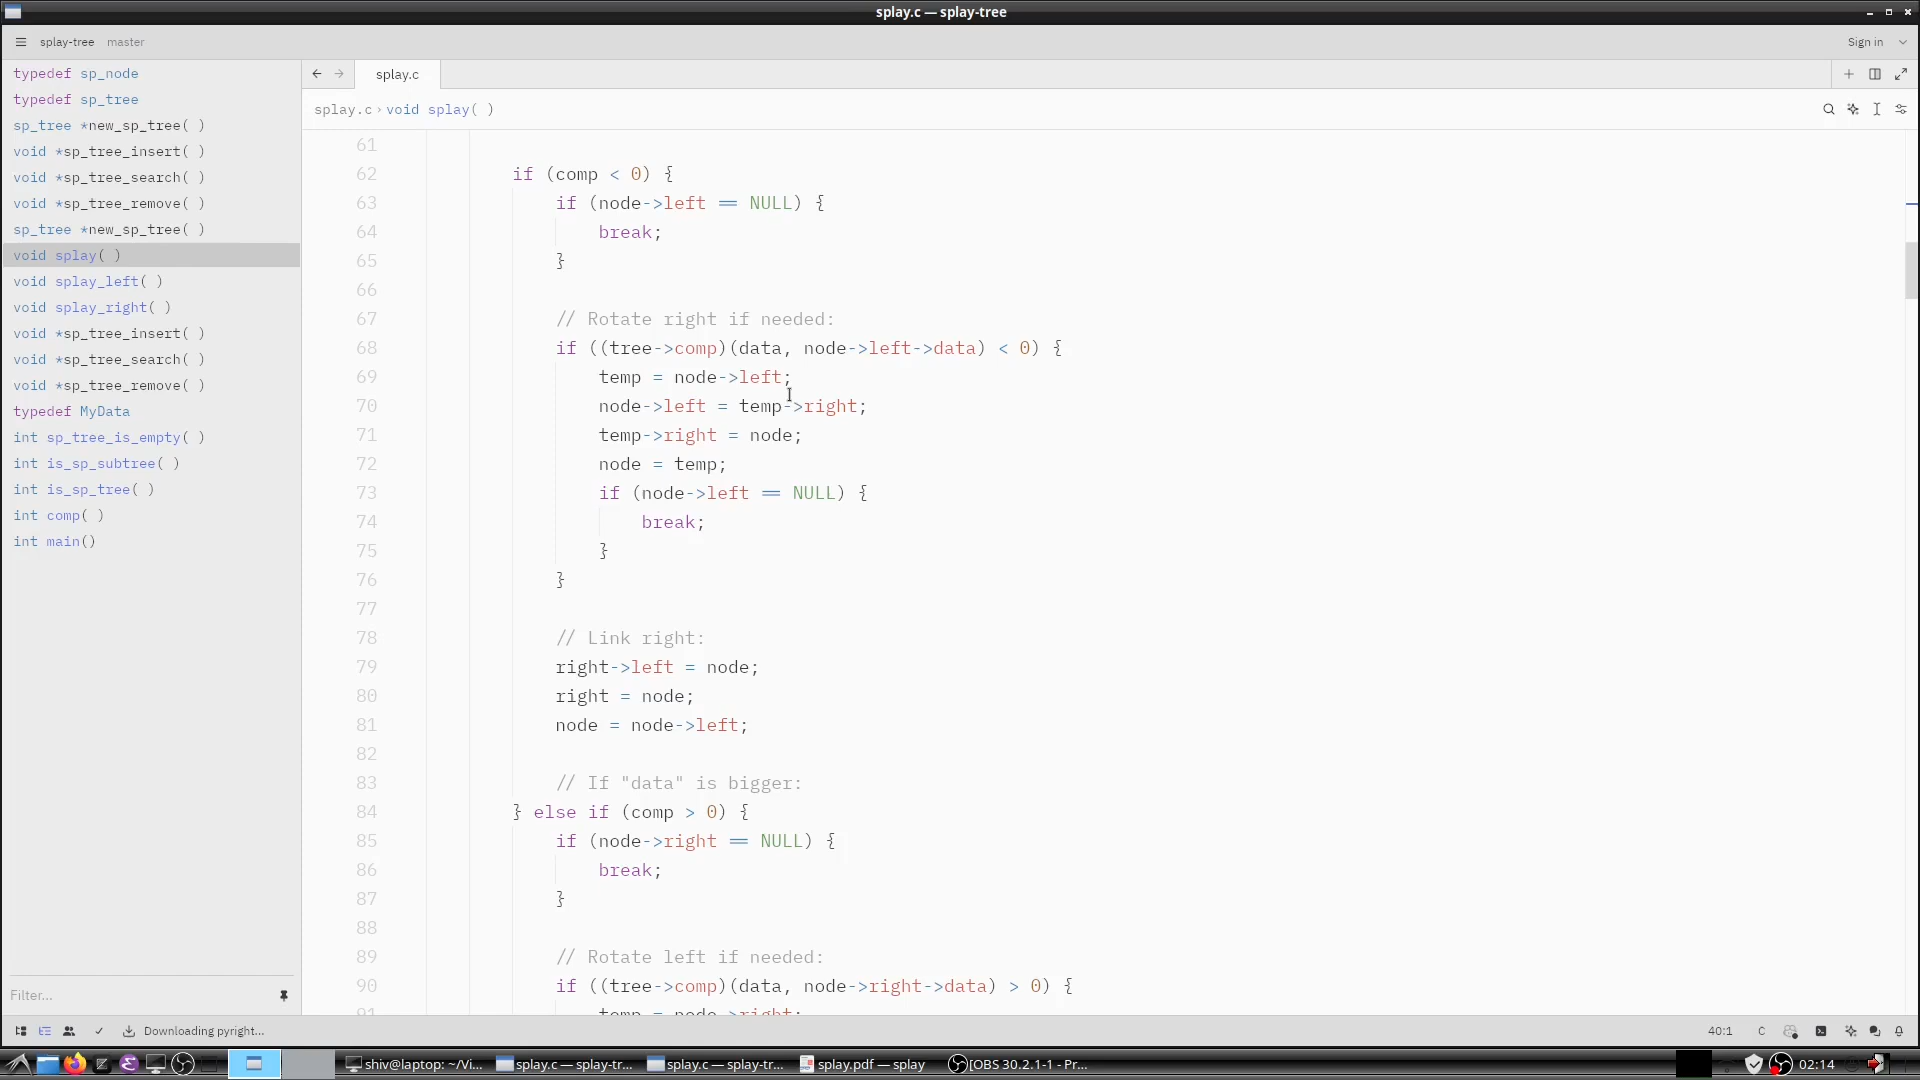 splay.c — splay-tree
splay-tree master
Sign in
typedef sp_node
typedef sp_tree
sp_tree *new_sp_tree( )
void *sp_tree_insert( )
void *sp_tree_search( )
void *sp_tree_remove( )
sp_tree *new_sp_tree( )
void splay( )
void splay_left( )
void splay_right( )
void *sp_tree_insert( )
void *sp_tree_search( )
void *sp_tree_remove( )
typedef MyData
int sp_tree_is_empty( )
int is_sp_subtree( )
int is_sp_tree( )
int comp( )
int main()
Filter...
splay.c
splay.c › void splay( )
61
62 if (comp < 0) {
63 if (node->left == NULL) {
64 break;
65 }
66
67 // Rotate right if needed:
68 if ((tree->comp)(data, node->left->data) < 0) {
69 temp = node->left;
70 node->left = temp->right;
71 temp->right = node;
72 node = temp;
73 if (node->left == NULL) {
74 break;
75 }
76 }
77
78 // Link right:
79 right->left = node;
80 right = node;
81 node = node->left;
82
83 // If "data" is bigger:
84 } else if (comp > 0) {
85 if (node->right == NULL) {
86 break;
87 }
88
89 // Rotate left if needed:
90 if ((tree->comp)(data, node->right->data) > 0) {
91 temp = node->right;
Downloading pyright...
40:1 C
shiv@laptop: ~/Vi...
splay.c — splay-tr...
splay.c — splay-tr...
splay.pdf — splay
[OBS 30.2.1-1 - Pr...
02:14